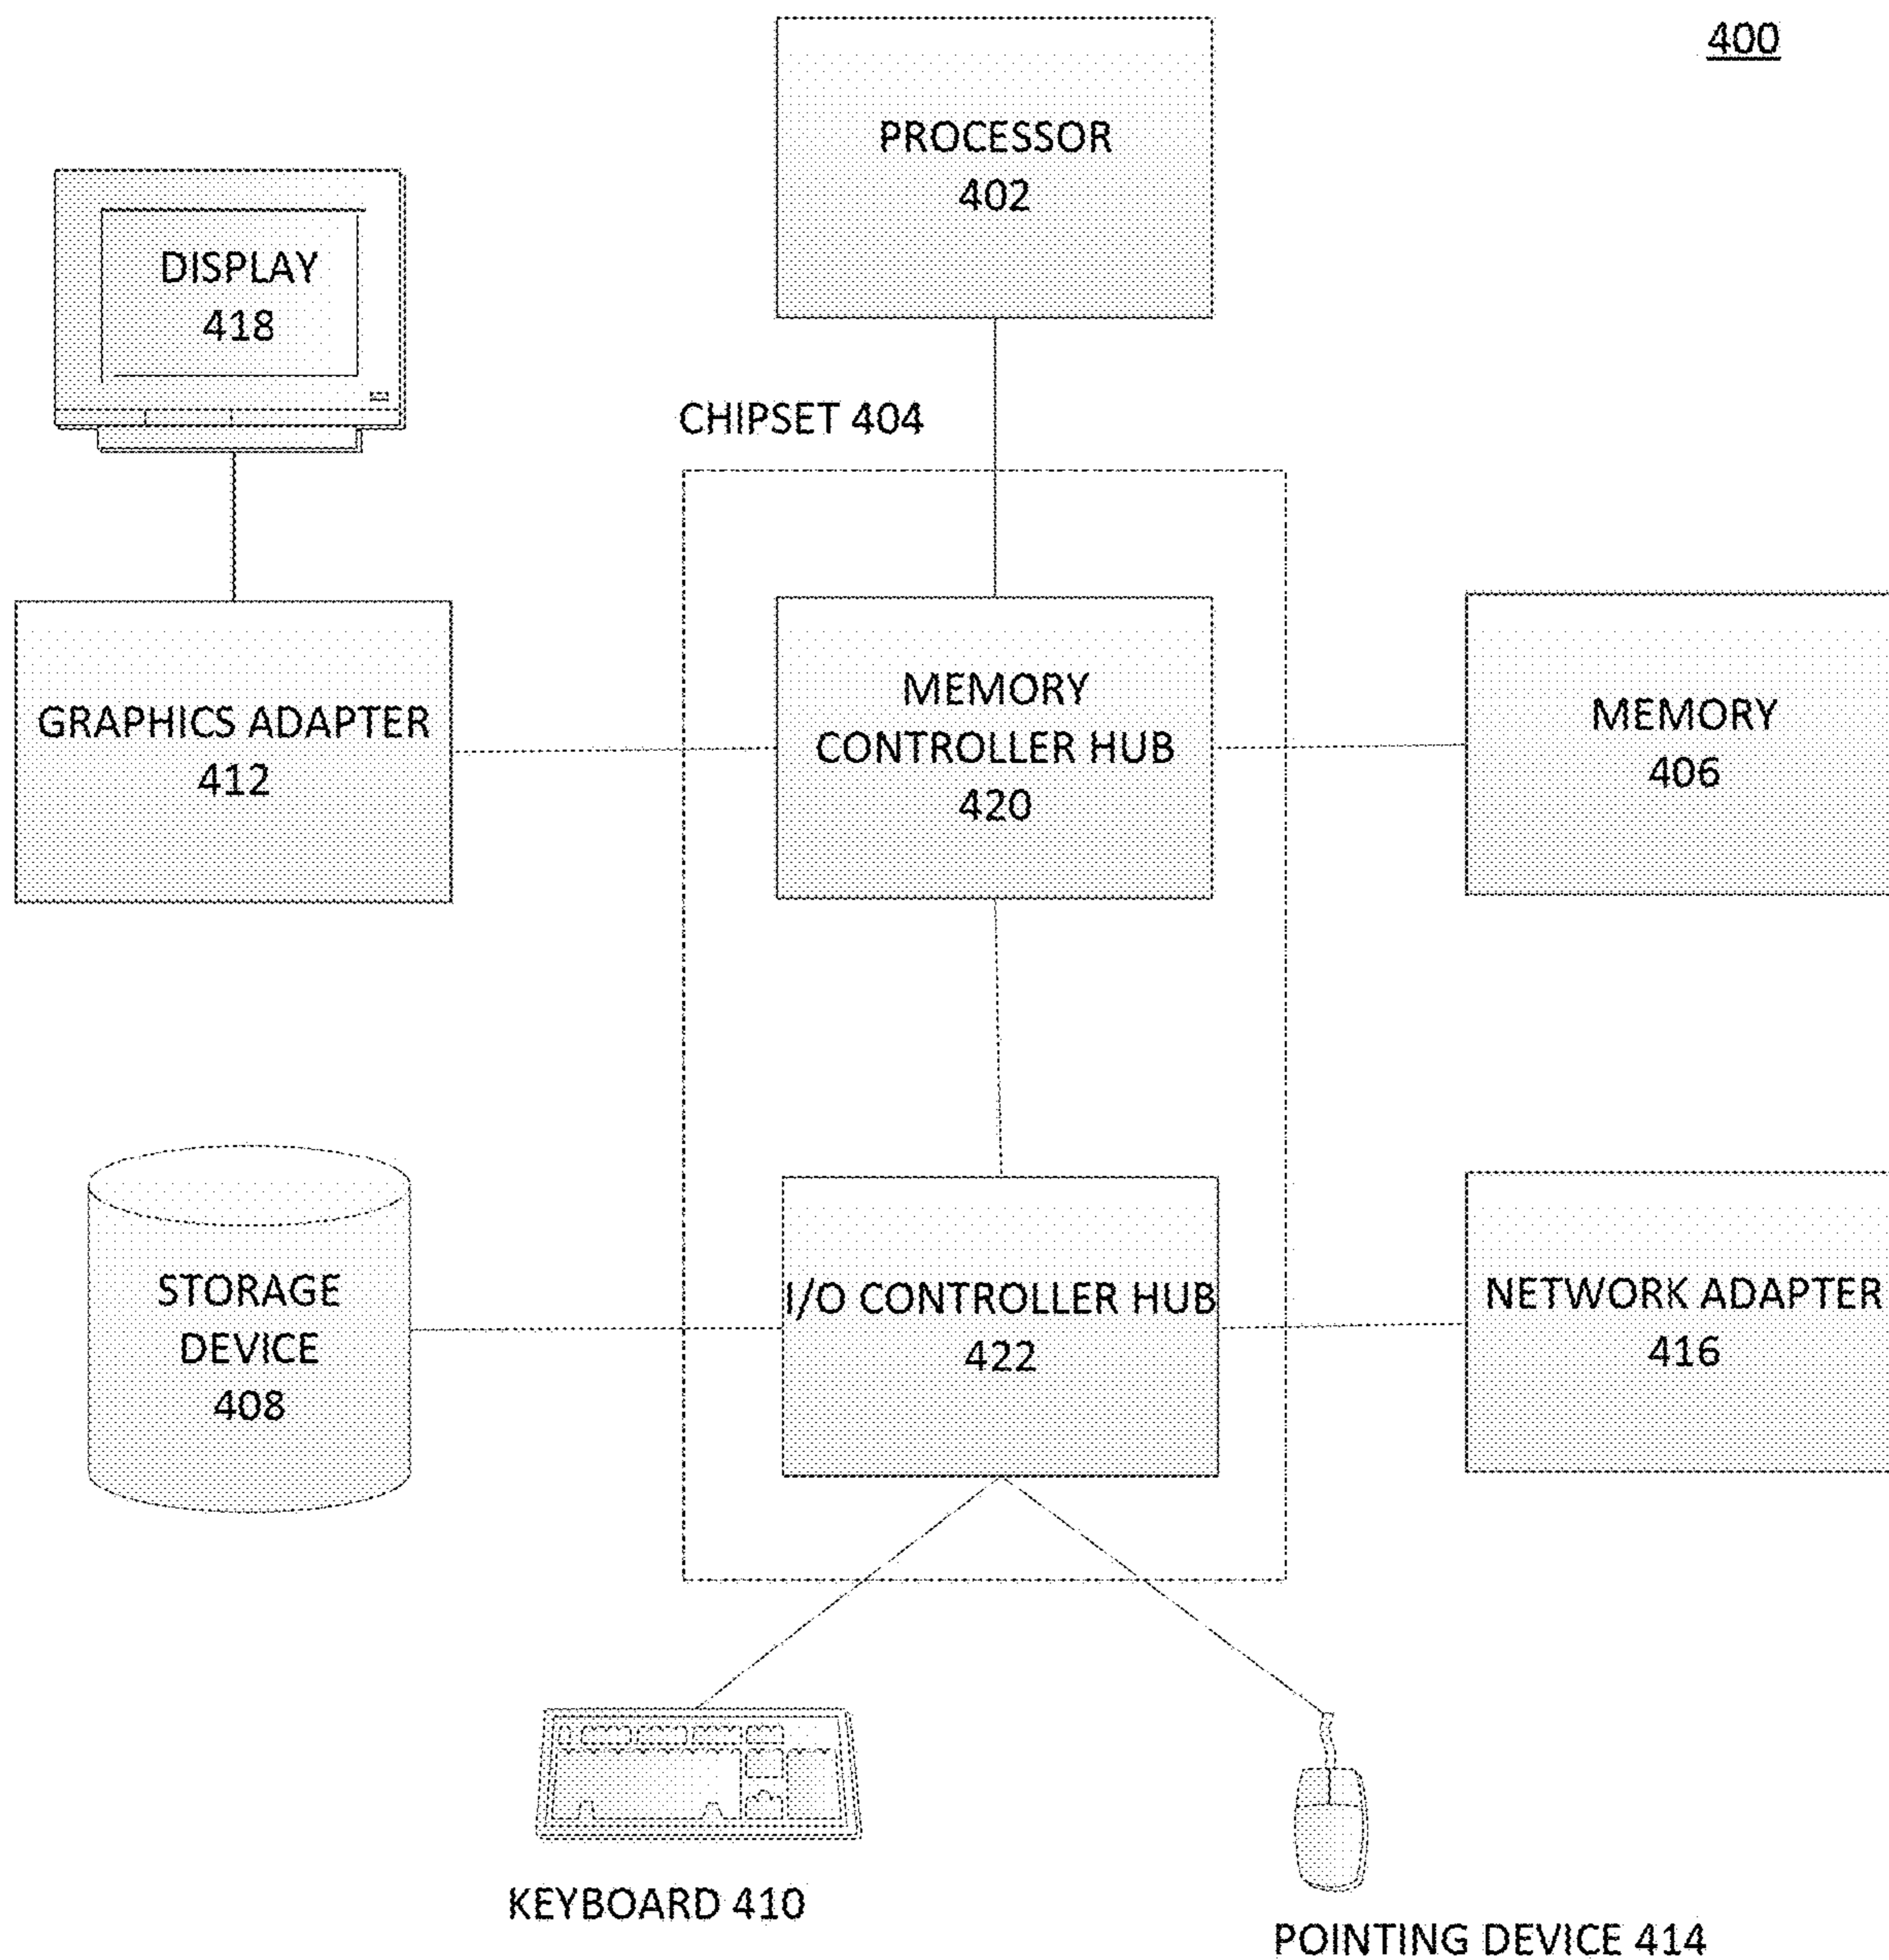 400
PROCESSOR
402
DISPLAY
418
CHIPSET 404
GRAPHICS ADAPTER
412
MEMORY
CONTROLLER HUB
420
MEMORY
406
STORAGE
DEVICE
408
I/O CONTROLLER HUB
422
NETWORK ADAPTER
416
KEYBOARD 410
POINTING DEVICE 414